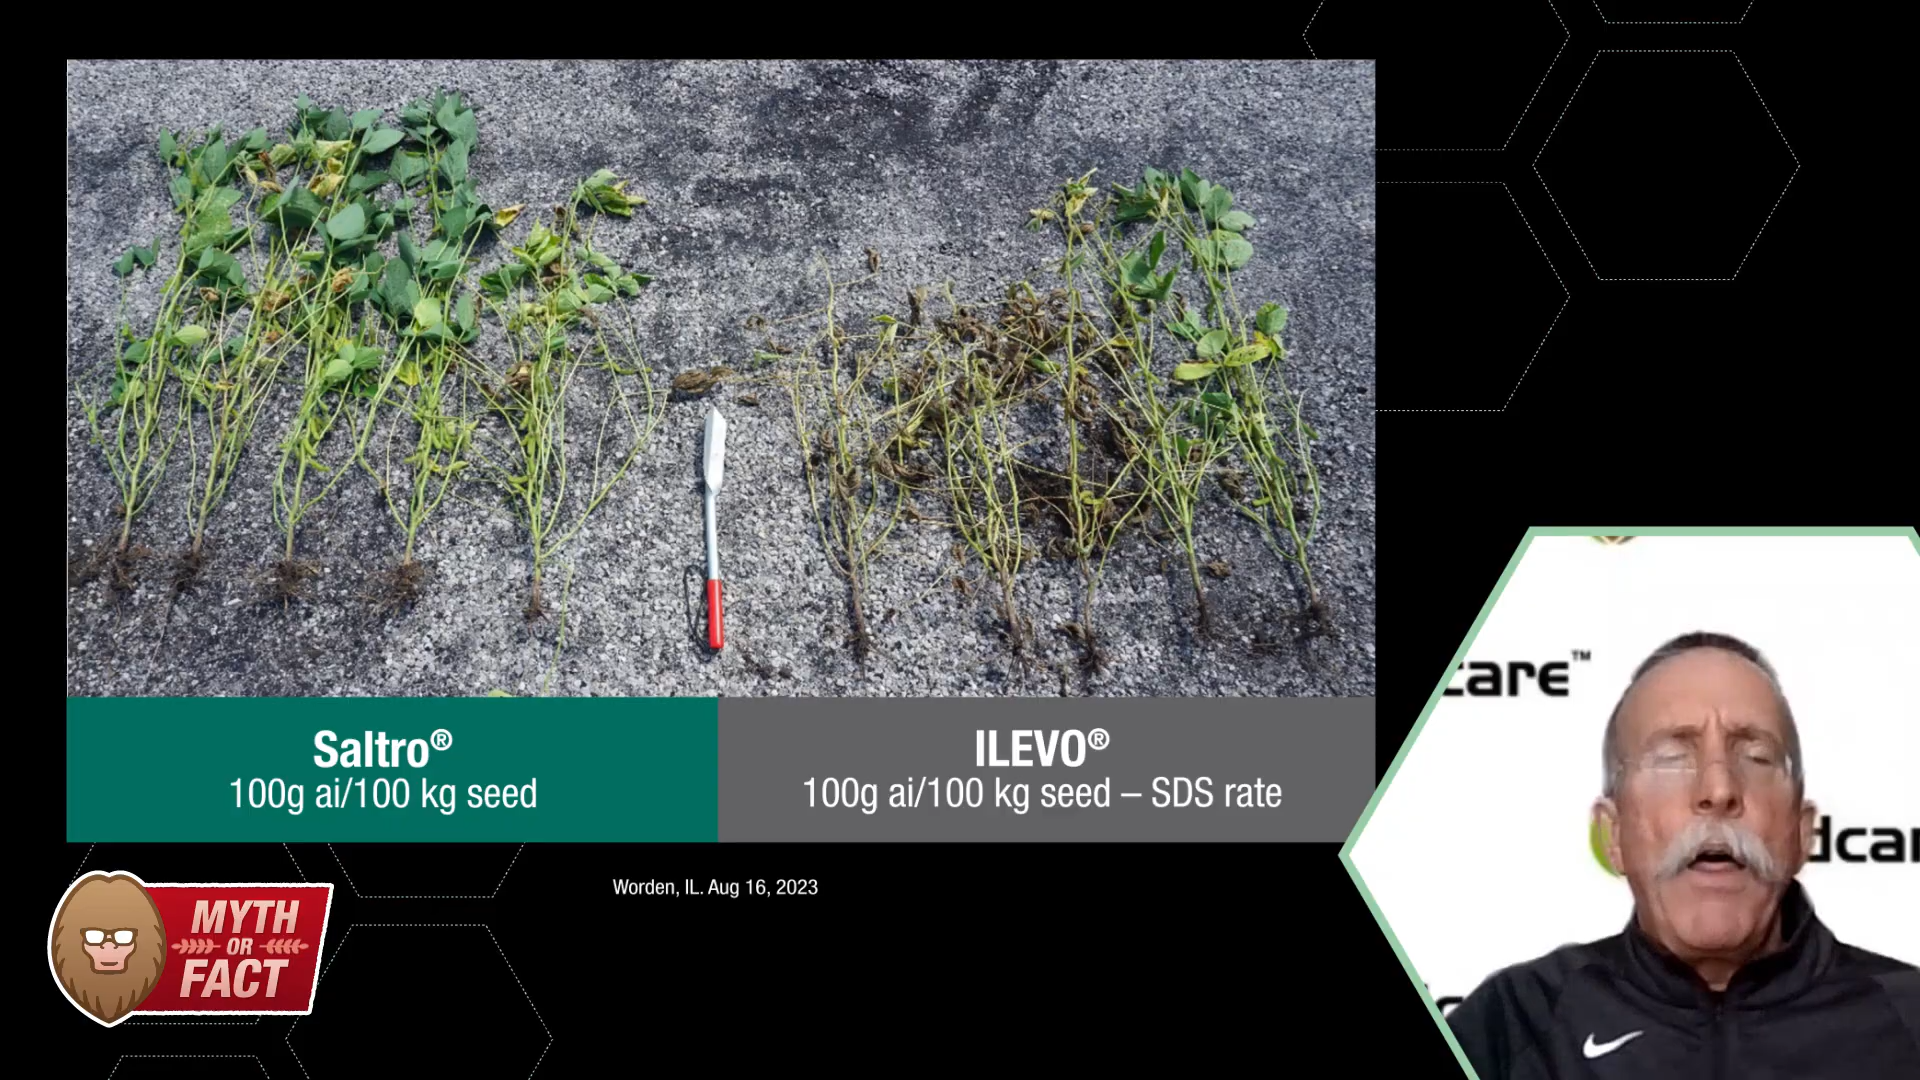 Saltro®
100g ai/100 kg seed
ILEVO®
100g ai/100 kg seed – SDS rate
Worden, IL. Aug 16, 2023
MYTH
OR
FACT
care™
dcar